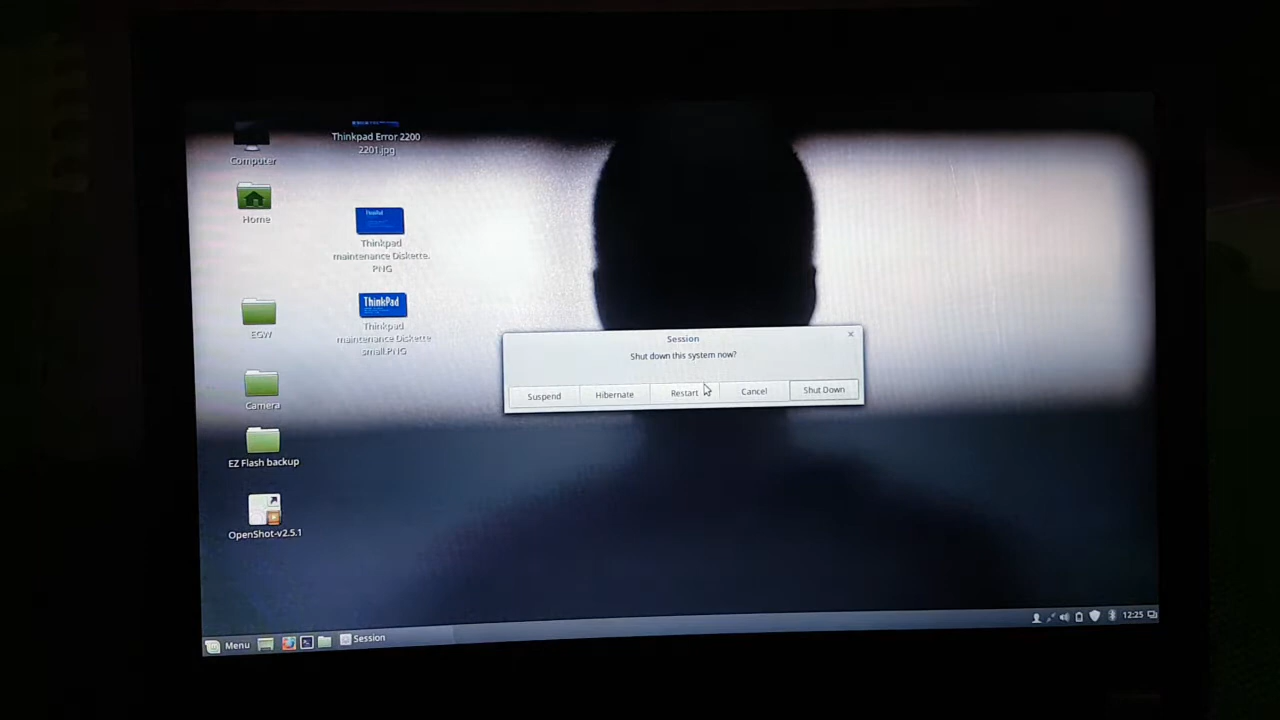 Thinkpad Error 2200
2201.jpg
Computer
Home
Thinkpad
maintenance Diskette.
PNG
ThinkPad
Thinkpad
maintenance Diskette
small.PNG
EGW
Camera
EZ Flash backup
OpenShot-v2.5.1
Session
Shut down this system now?
Suspend
Hibernate
Restart
Cancel
Shut Down
Menu
Session
12:25